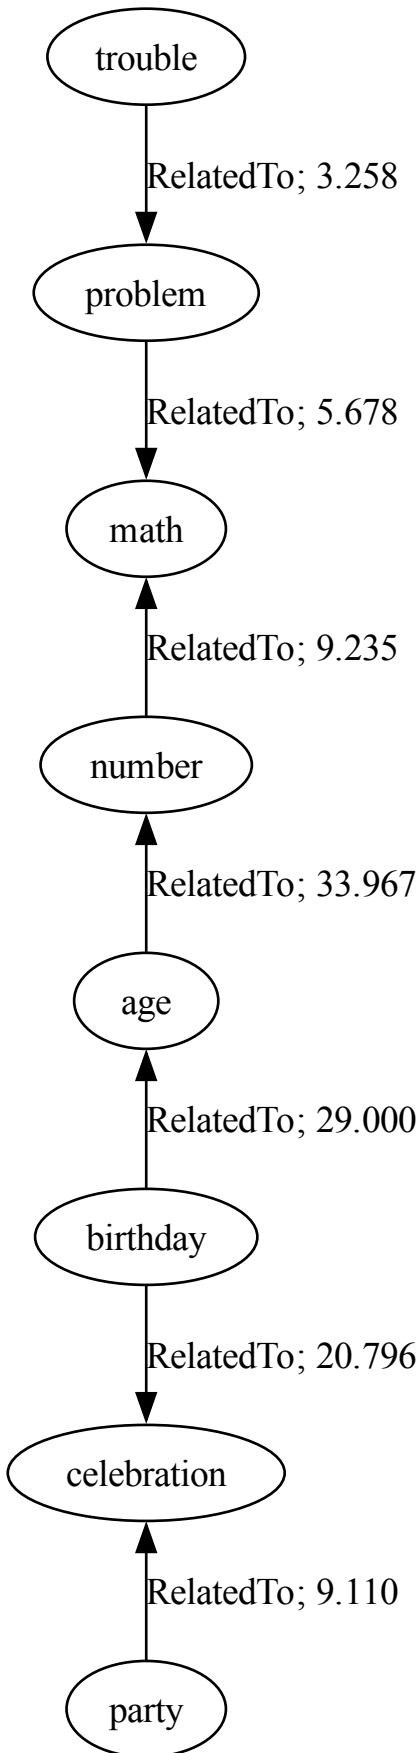 trouble
RelatedTo; 3.258
problem
RelatedTo; 5.678
math
RelatedTo; 9.235
number
RelatedTo; 33.967
age
RelatedTo; 29.000
birthday
RelatedTo; 20.796
celebration
RelatedTo; 9.110
party